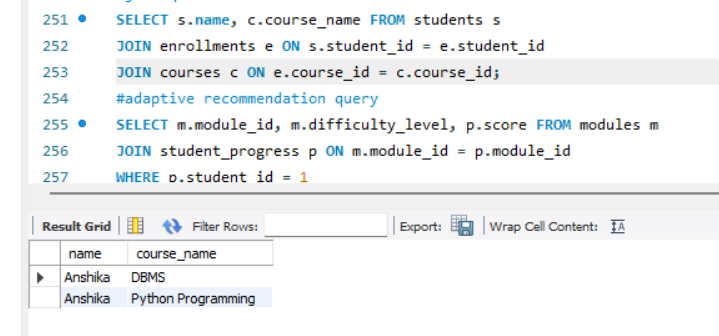 251 SELECT s.name, c.course_name FROM students s
252 JOIN enrollments e ON s.student_id = e.student_id
253 JOIN courses c ON e.course_id = c.course_id;
254 #adaptive recommendation query
255 SELECT m.module_id, m.difficulty_level, p.score FROM modules m
256 JOIN student_progress p ON m.module_id = p.module_id
257 WHERE p.student_id = 1
Result Grid Filter Rows: Export: Wrap Cell Content: IA
name course_name
Anshika DBMS
Anshika Python Programming